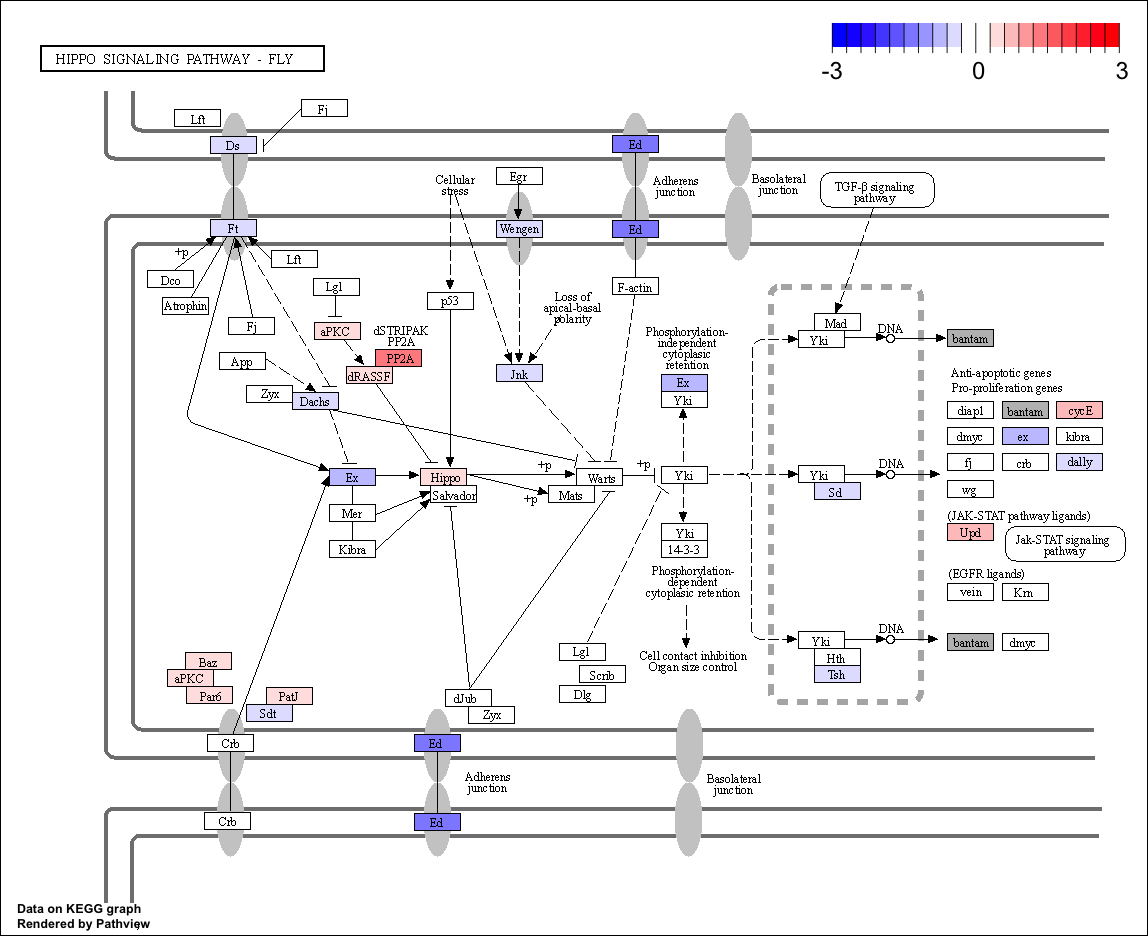 HIPPO SIGNALING PATHWAY - FLY
-3
0
3
Lft
Fj
Ds
Ed
Cellular
stress
Egr
Adherens
junction
Basolateral
junction
TGF-β signaling
pathway
Ft
Wengen
Ed
+p
Lft
Dco
Lgl
F-actin
Atrophin
p53
Loss of
apical-basal
polarity
Fj
aPKC
dSTRIPAK
PP2A
PP2A
dRASSF
App
Zyx
Dachs
Jnk
Phosphorylation-
independent
cytoplasic
retention
Ex
Yki
Mad
Yki
DNA
bantam
Anti-apoptotic genes
Pro-proliferation genes
diap1
bantam
cycE
dmyc
ex
kibra
fj
crb
dally
wg
Ex
Hippo
Salvador
+p
+p
Warts
Mats
+p
Yki
Yki
Sd
DNA
Mer
Kibra
(JAK-STAT pathway ligands)
Upd
Jak-STAT signaling
pathway
Yki
14-3-3
Phosphorylation-
dependent
cytoplasic retention
(EGFR ligands)
vein
Krn
Cell contact inhibition
Organ size control
Yki
Hth
Tsh
DNA
bantam
dmyc
Lgl
Scrib
Dlg
Baz
aPKC
Par6
PatJ
Sdt
dJub
Zyx
Crb
Ed
Adherens
junction
Basolateral
junction
Crb
Ed
Data on KEGG graph
Rendered by Pathview